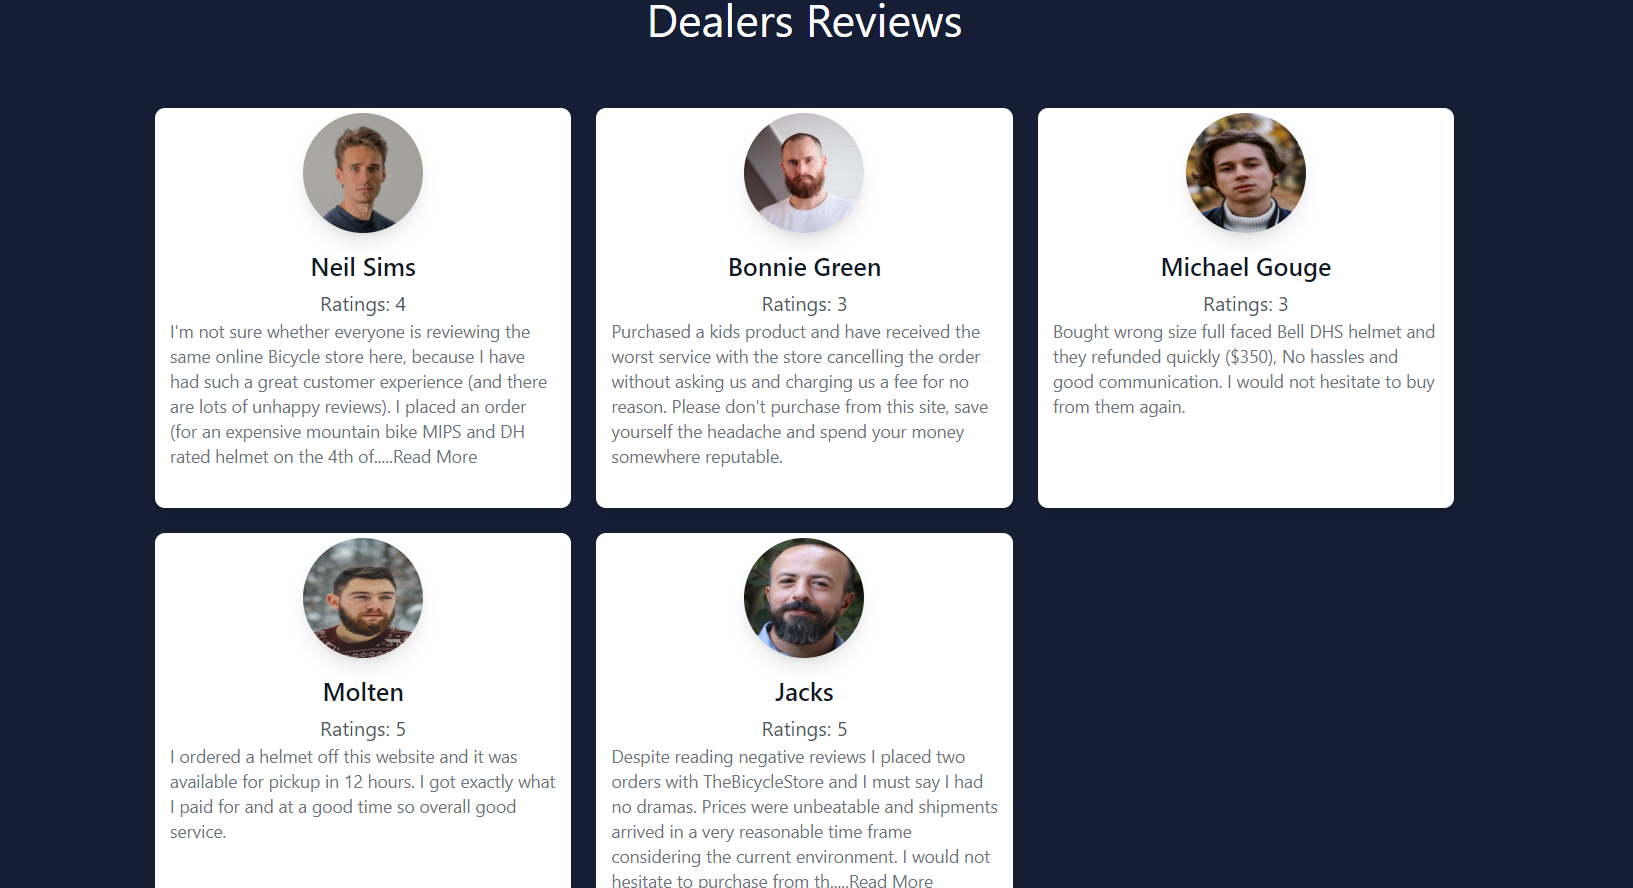 Dealers Reviews
Neil Sims
Ratings: 4
I'm not sure whether everyone is reviewing the
same online Bicycle store here, because I have
had such a great customer experience (and there
are lots of unhappy reviews). I placed an order
(for an expensive mountain bike MIPS and DH
rated helmet on the 4th of.....Read More
Bonnie Green
Ratings: 3
Purchased a kids product and have received the
worst service with the store cancelling the order
without asking us and charging us a fee for no
reason. Please don't purchase from this site, save
yourself the headache and spend your money
somewhere reputable.
Michael Gouge
Ratings: 3
Bought wrong size full faced Bell DHS helmet and
they refunded quickly ($350), No hassles and
good communication. I would not hesitate to buy
from them again.
Molten
Ratings: 5
I ordered a helmet off this website and it was
available for pickup in 12 hours. I got exactly what
I paid for and at a good time so overall good
service.
Jacks
Ratings: 5
Despite reading negative reviews I placed two
orders with TheBicycleStore and I must say I had
no dramas. Prices were unbeatable and shipments
arrived in a very reasonable time frame
considering the current environment. I would not
hesitate to purchase from th.....Read More